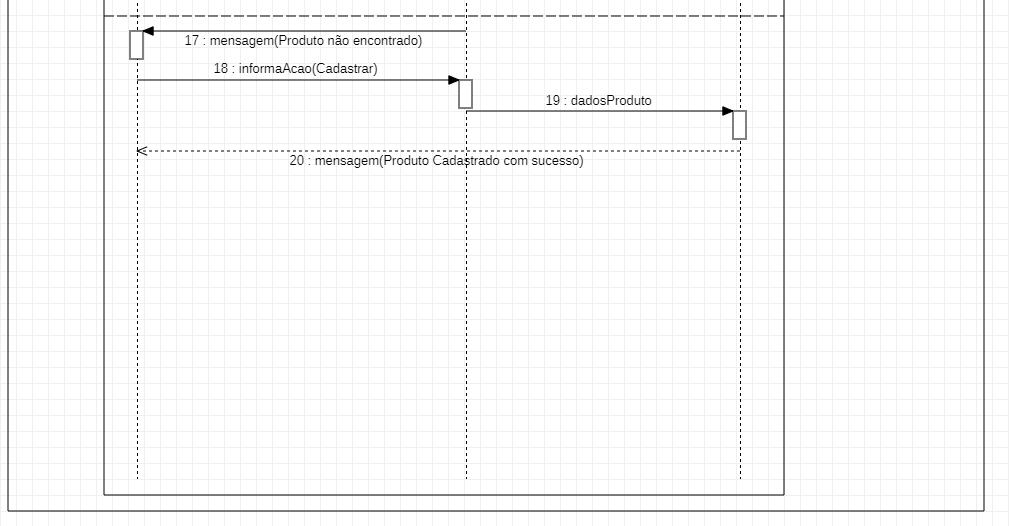 17 : mensagem(Produto não encontrado)
18 : informaAcao(Cadastrar)
19 : dadosProduto
20 : mensagem(Produto Cadastrado com sucesso)